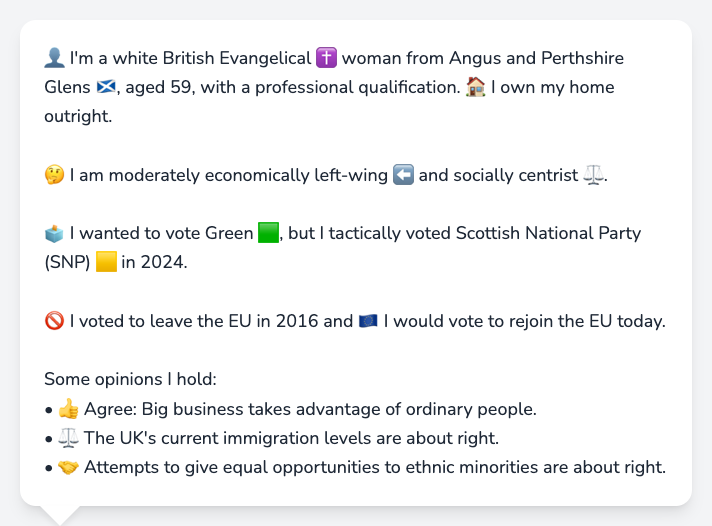 👤 I'm a white British Evangelical ✝️ woman from Angus and Perthshire
Glens 🏴󠁧󠁢󠁳󠁣󠁴󠁿, aged 59, with a professional qualification. 🏠 I own my home
outright.
🤔 I am moderately economically left-wing ⬅️ and socially centrist ⚖️.
🗳️ I wanted to vote Green 🟩, but I tactically voted Scottish National Party
(SNP) 🟨 in 2024.
🚫 I voted to leave the EU in 2016 and 🇪🇺 I would vote to rejoin the EU today.
Some opinions I hold:
• 👍 Agree: Big business takes advantage of ordinary people.
• ⚖️ The UK's current immigration levels are about right.
• 🤝 Attempts to give equal opportunities to ethnic minorities are about right.